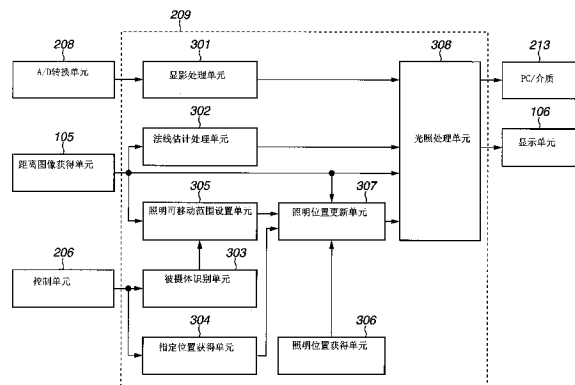 209
208
301
308
213
A/D转换单元
显影处理单元
PC/介质
302
105
106
法线估计处理单元
光照处理单元
显示单元
距离图像获得单元
305
307
照明可移动范围设置单元
照明位置更新单元
206
303
控制单元
被摄体识别单元
304
306
指定位置获得单元
照明位置获得单元